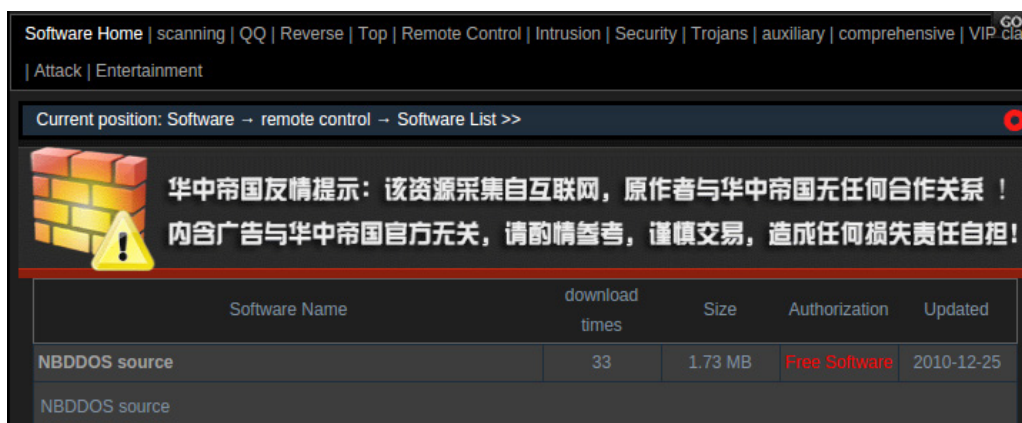 GO
Software Home | scanning | QQ | Reverse | Top | Remote Control | Intrusion | Security | Trojans | auxiliary | comprehensive | VIP cla
| Attack | Entertainment
Current position: Software → remote control → Software List >>
华中帝国友情提示：该资源采集自互联网，原作者与华中帝国无任何合作关系 ！
内含广告与华中帝国官方无关，请酌情参考，谨慎交易，造成任何损失责任自担！
Software Name download times Size Authorization Updated
NBDDOS source 33 1.73 MB Free Software 2010-12-25
NBDDOS source